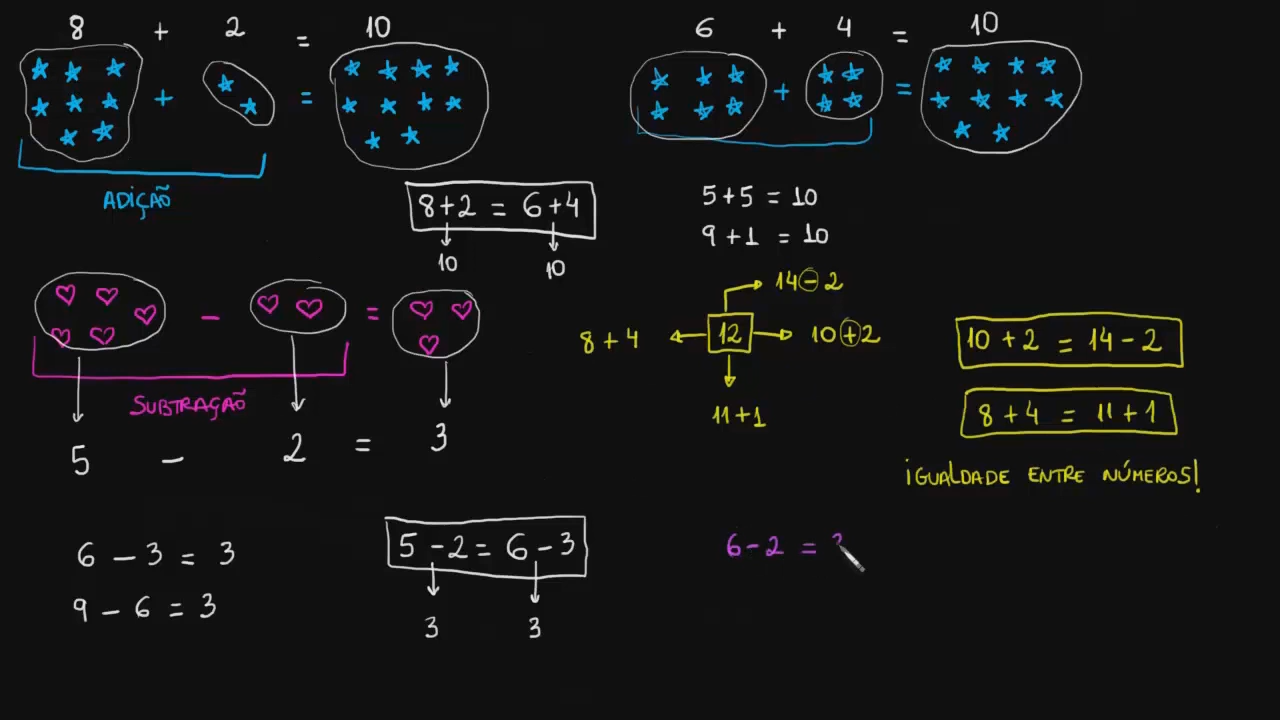 8 + 2 = 10
+ =
ADIÇÃO
6 + 4 = 10
+ =
8+2 = 6+4
10 10
5+5 = 10
9+1 = 10
- =
SUBTRAÇÃO
5 - 2 = 3
14-2
8+4 12 10+2
11+1
10+2 = 14-2
8+4 = 11+1
iGUALDADE ENTRE NÚMEROS!
6 - 3 = 3
9 - 6 = 3
5-2 = 6-3
3 3
6-2 =